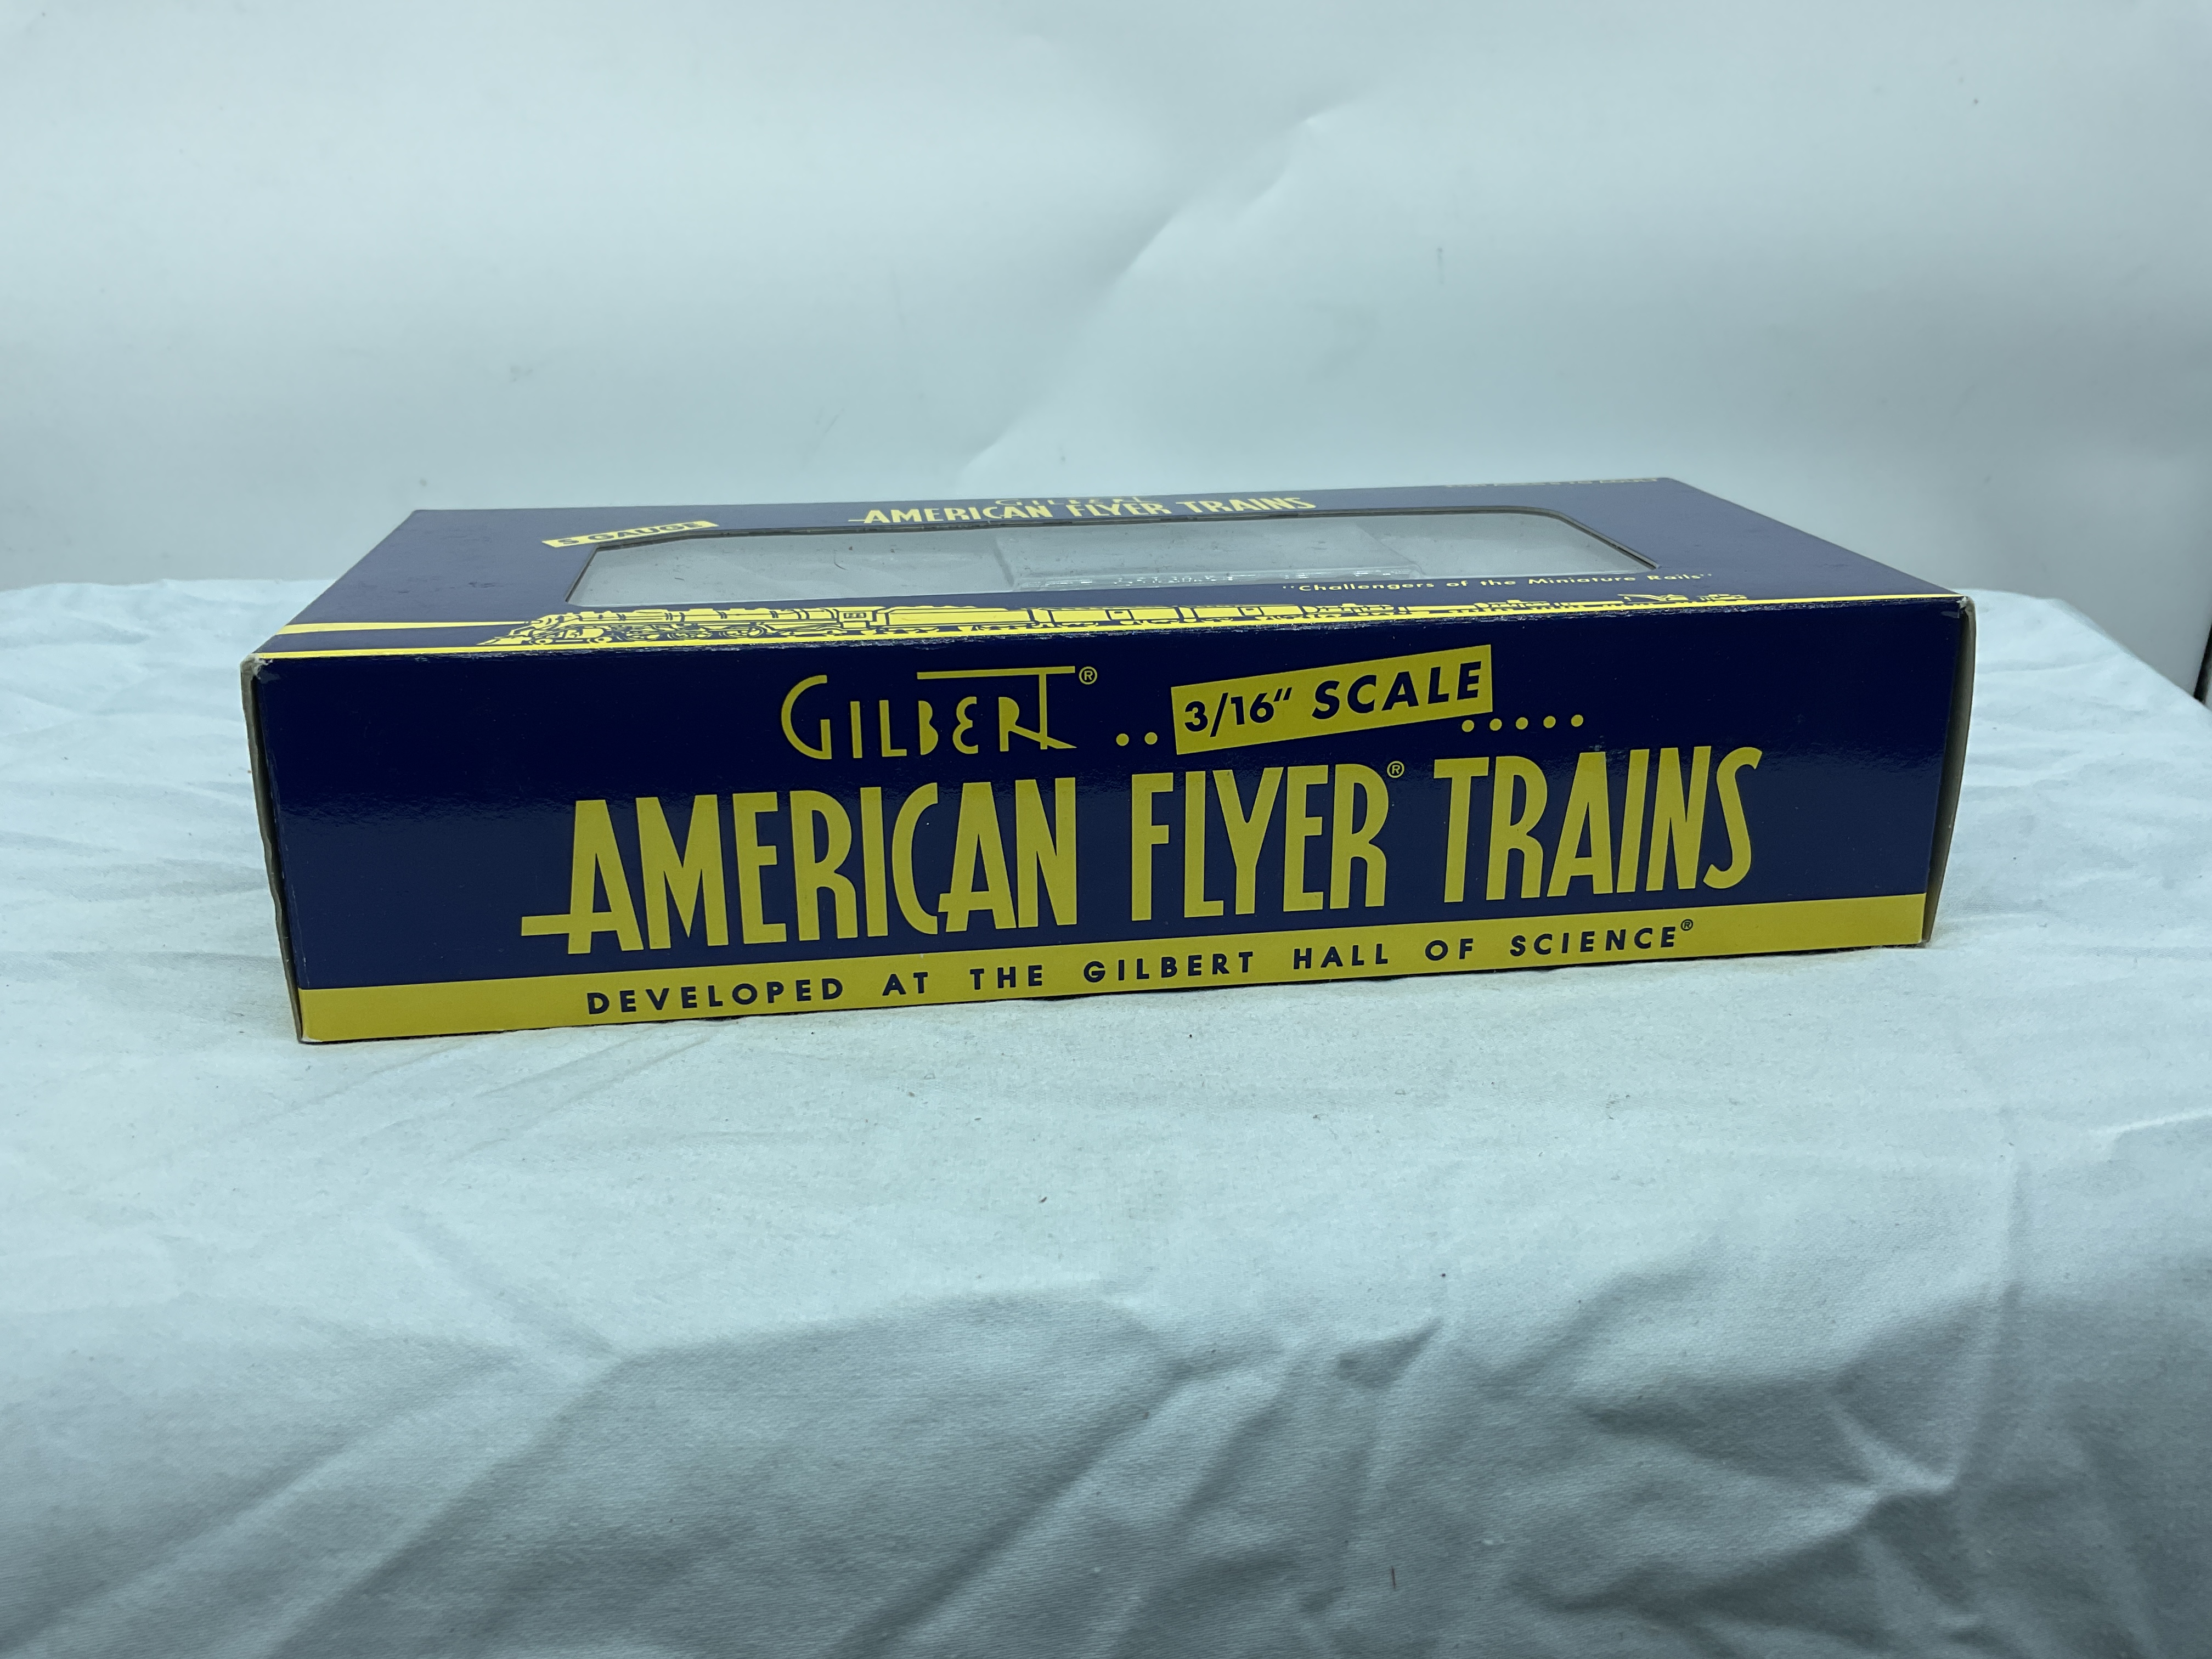 GILBERT
AMERICAN FLYER TRAINS
S GAUGE
"Challengers of the Miniature Rails"
GILBERT® .. 3/16" SCALE .....
AMERICAN FLYER® TRAINS
DEVELOPED AT THE GILBERT HALL OF SCIENCE®